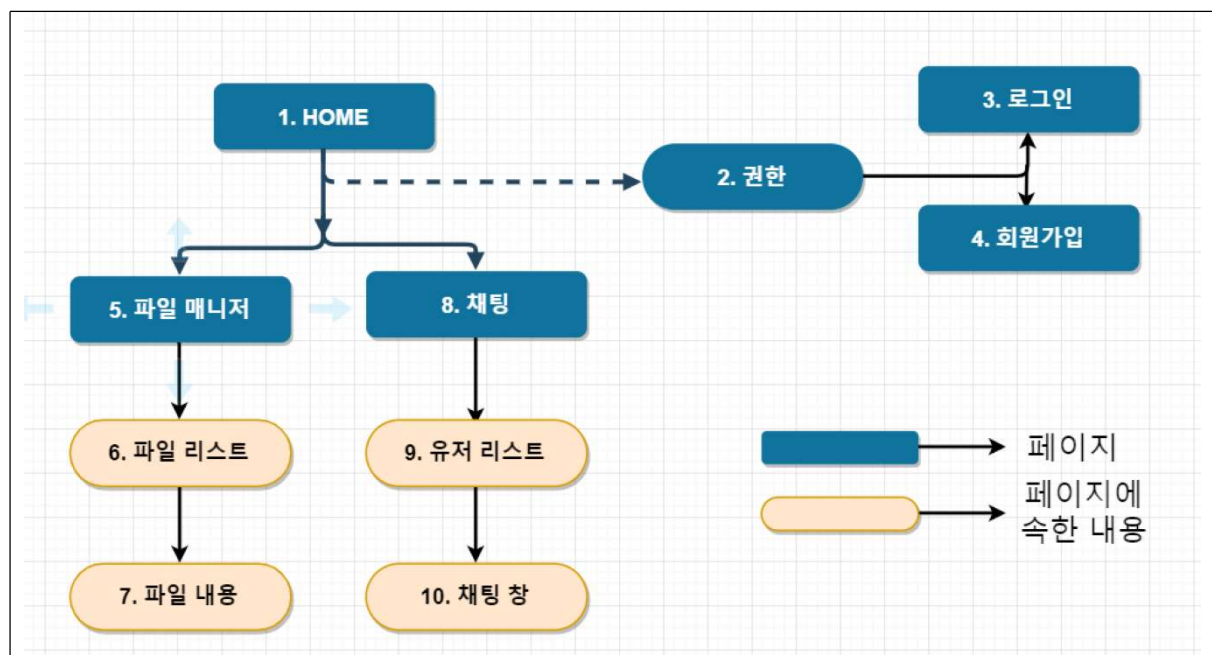 1. HOME
2. 권한
3. 로그인
4. 회원가입
5. 파일 매니저
8. 채팅
6. 파일 리스트
9. 유저 리스트
7. 파일 내용
10. 채팅 창
페이지
페이지에
속한 내용